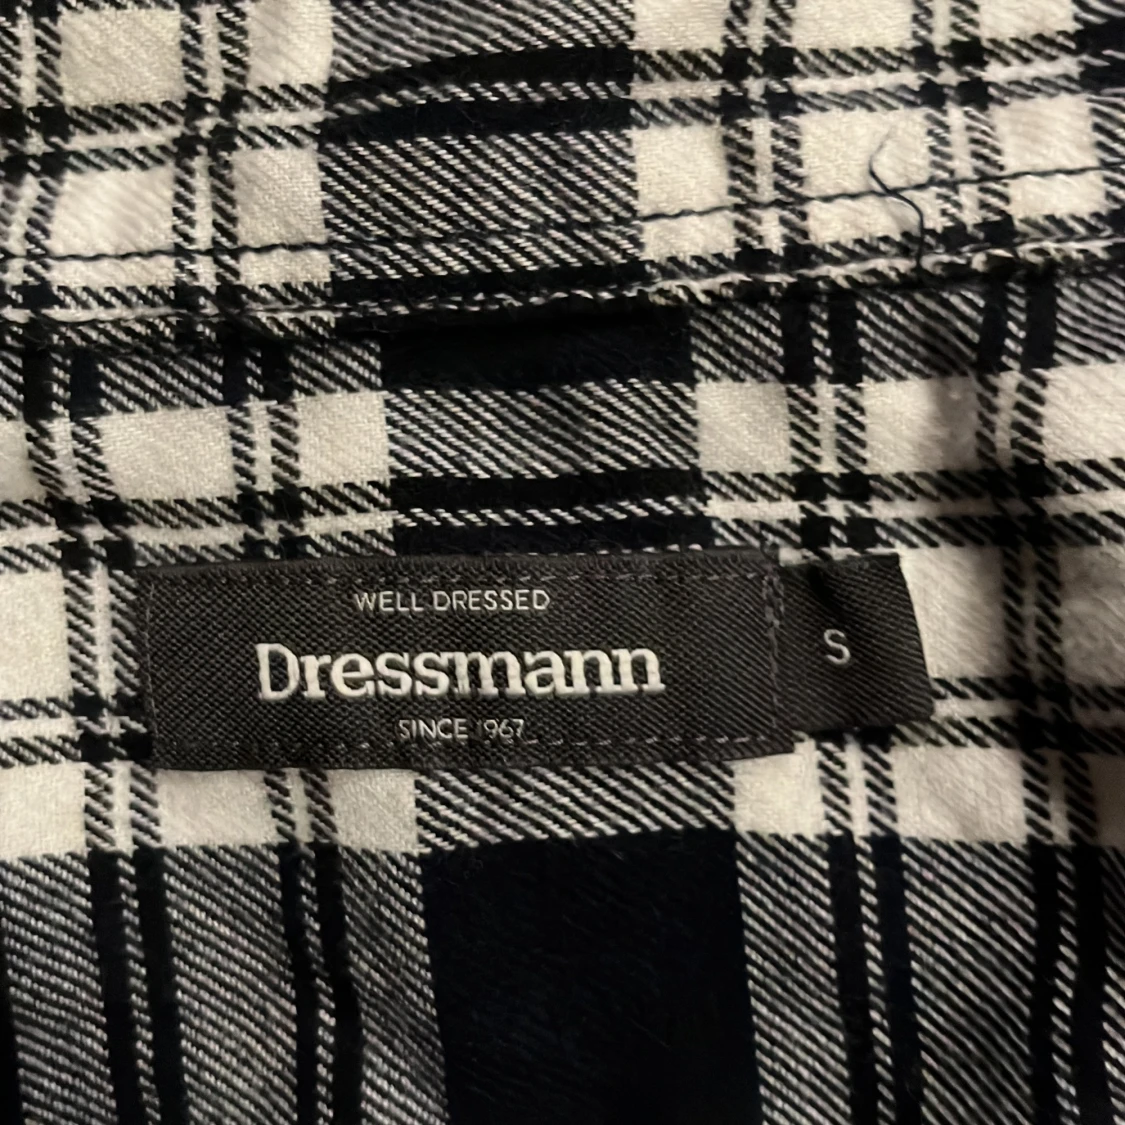 WELL DRESSED
Dressmann
SINCE 1967
S